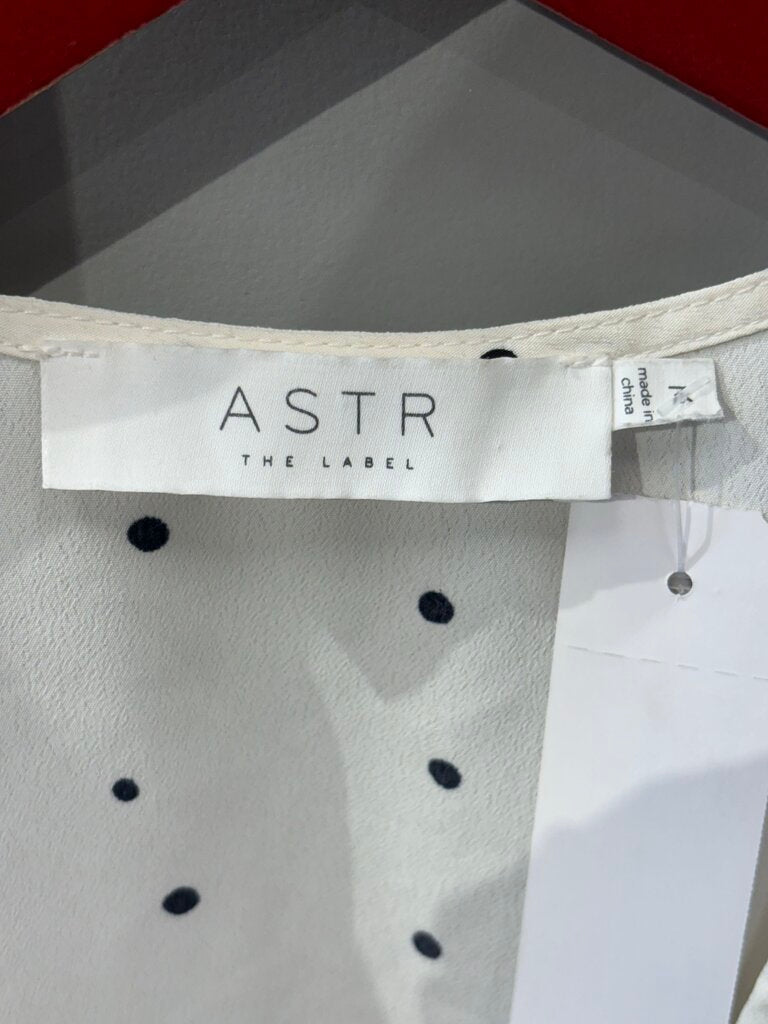 ASTR
THE LABEL
made in
china